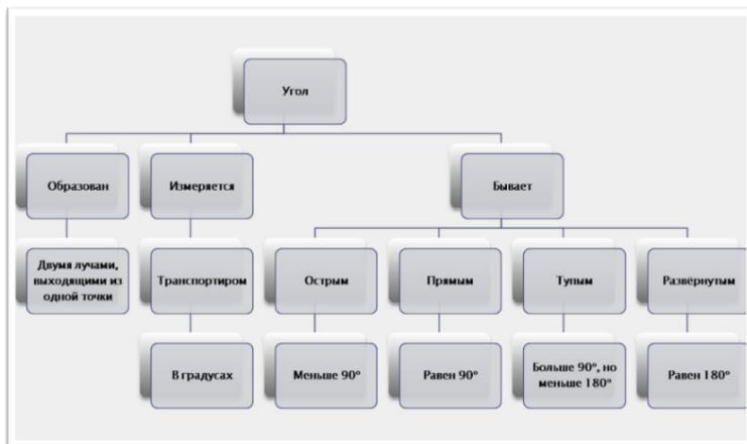 Угол
Образован
Измеряется
Бывает
Двумя лучами,
выходящими из
одной точки
Транспортиром
Острым
Прямым
Тупым
Развёрнутым
В градусах
Меньше 90°
Равен 90°
Больше 90°, но
меньше 180°
Равен 180°